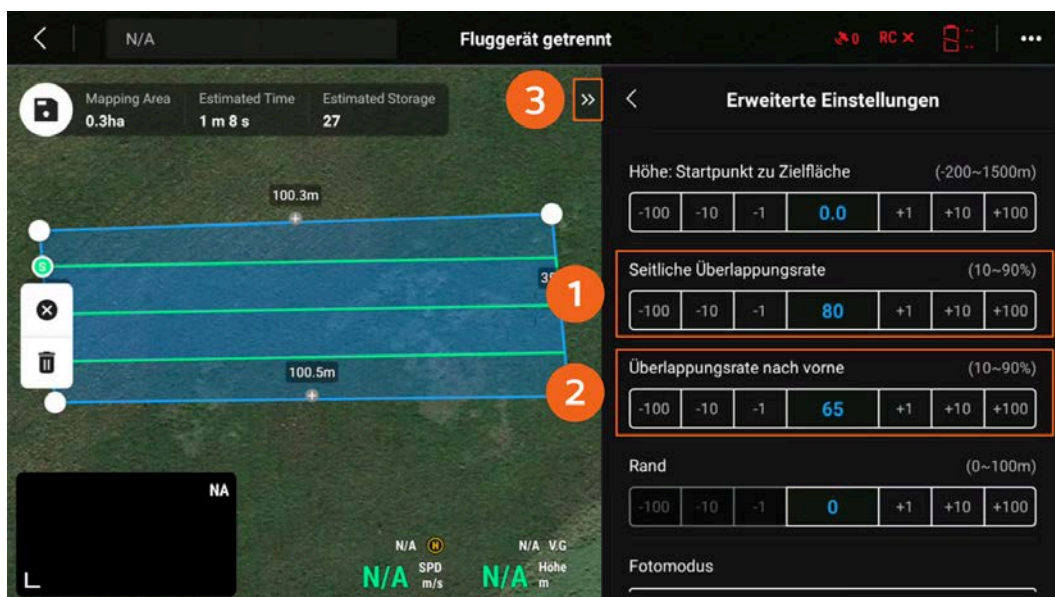 N/A
Fluggerät getrennt
0
RC
Mapping Area
0.3ha
Estimated Time
1 m 8 s
Estimated Storage
27
3
»
Erweiterte Einstellungen
Höhe: Startpunkt zu Zielfläche (-200~1500m)
-100 -10 -1 0.0 +1 +10 +100
1
Seitliche Überlappungsrate (10~90%)
-100 -10 -1 80 +1 +10 +100
2
Überlappungsrate nach vorne (10~90%)
-100 -10 -1 65 +1 +10 +100
Rand (0~100m)
-100 -10 -1 0 +1 +10 +100
Fotomodus
100.3m
S
100.5m
NA
N/A H
N/A SPD m/s
N/A V.G
N/A Höhe m